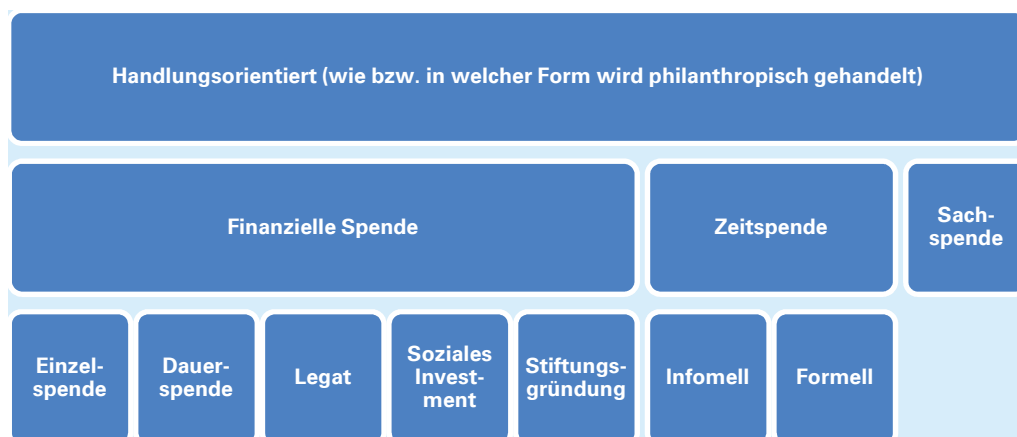 Handlungsorientiert (wie bzw. in welcher Form wird philanthropisch gehandelt)
Finanzielle Spende
Zeitspende
Sach-
spende
Einzel-
spende
Dauer-
spende
Legat
Soziales
Invest-
ment
Stiftungs-
gründung
Infomell
Formell